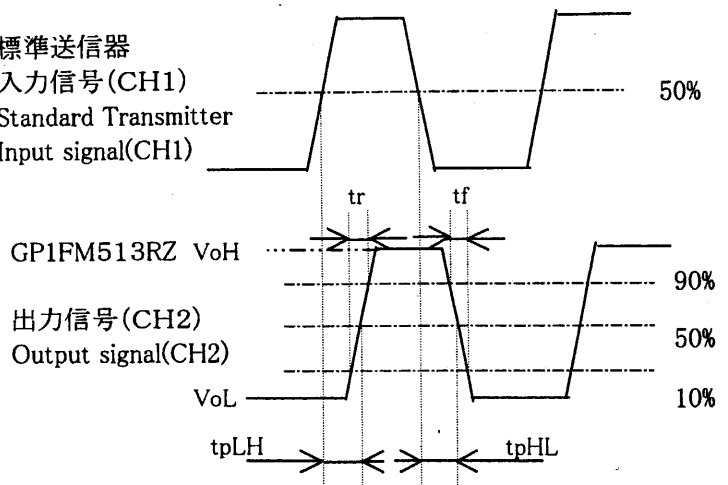 標準送信器
入力信号(CH1)
50%
Standard Transmitter
Input signal(CH1)
tr
tf
GP1FM513RZ VoH
90%
出力信号(CH2)
50%
Output signal(CH2)
VoL
10%
tpLH
tpHL